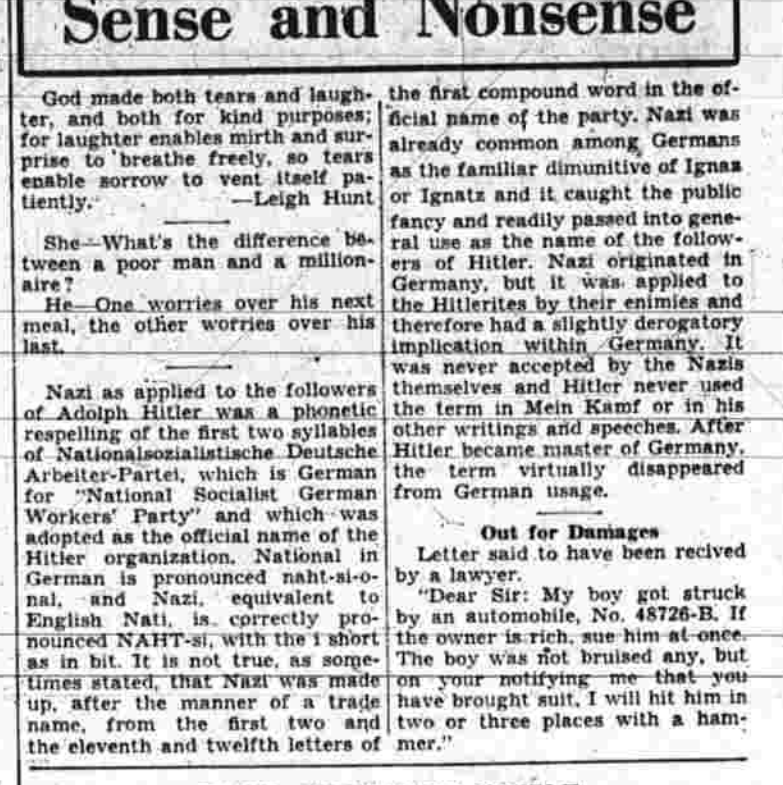 Sense and Nonsense
God made both tears and laugh-
ter, and both for kind purposes;
for laughter enables mirth and sur-
prise to breathe freely, so tears
enable sorrow to vent itself pa-
tiently. —Leigh Hunt
She—What's the difference be-
tween a poor man and a million-
aire?
He—One worries over his next
meal, the other worries over his
last.
Nazi as applied to the followers
of Adolph Hitler was a phonetic
respelling of the first two syllables
of Nationalsozialistische Deutsche
Arbeiter-Partei, which is German
for "National Socialist German
Workers' Party" and which was
adopted as the official name of the
Hitler organization. National in
German is pronounced naht-si-o-
nal, and Nazi, equivalent to
English Nati, is correctly pro-
nounced NAHT-si, with the i short
as in bit. It is not true, as some-
times stated, that Nazi was made
up, after the manner of a trade
name, from the first two and
the eleventh and twelfth letters of
the first compound word in the of-
ficial name of the party. Nazi was
already common among Germans
as the familiar dimunitive of Ignaz
or Ignatz and it caught the public
fancy and readily passed into gene-
ral use as the name of the follow-
ers of Hitler. Nazi originated in
Germany, but it was applied to
the Hitlerites by their enimies and
therefore had a slightly derogatory
implication within Germany. It
was never accepted by the Nazis
themselves and Hitler never used
the term in Mein Kamf or in his
other writings and speeches. After
Hitler became master of Germany,
the term virtually disappeared
from German usage.
Out for Damages
Letter said to have been recived
by a lawyer.
"Dear Sir: My boy got struck
by an automobile, No. 48726-B. If
the owner is rich, sue him at once.
The boy was not bruised any, but
on your notifying me that you
have brought suit, I will hit him in
two or three places with a ham-
mer."